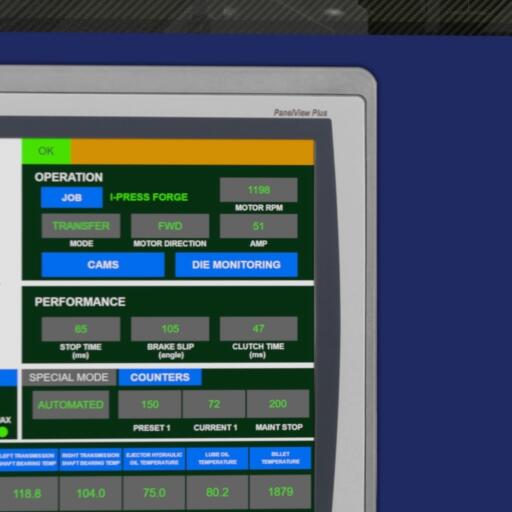 PanelView Plus
OK
OPERATION
JOB I-PRESS FORGE 1198
MOTOR RPM
TRANSFER FWD 51
MODE MOTOR DIRECTION AMP
CAMS DIE MONITORING
PERFORMANCE
65 105 47
STOP TIME BRAKE SLIP CLUTCH TIME
(ms) (angle) (ms)
SPECIAL MODE COUNTERS
AUTOMATED 150 72 200
AX PRESET 1 CURRENT 1 MAINT STOP
LEFT TRANSMISSION RIGHT TRANSMISSION EJECTOR HYDRAULIC LUBE OIL BILLET
SHAFT BEARING TEMP SHAFT BEARING TEMP OIL TEMPERATURE TEMPERATURE TEMPERATURE
118.8 104.0 75.0 80.2 1879